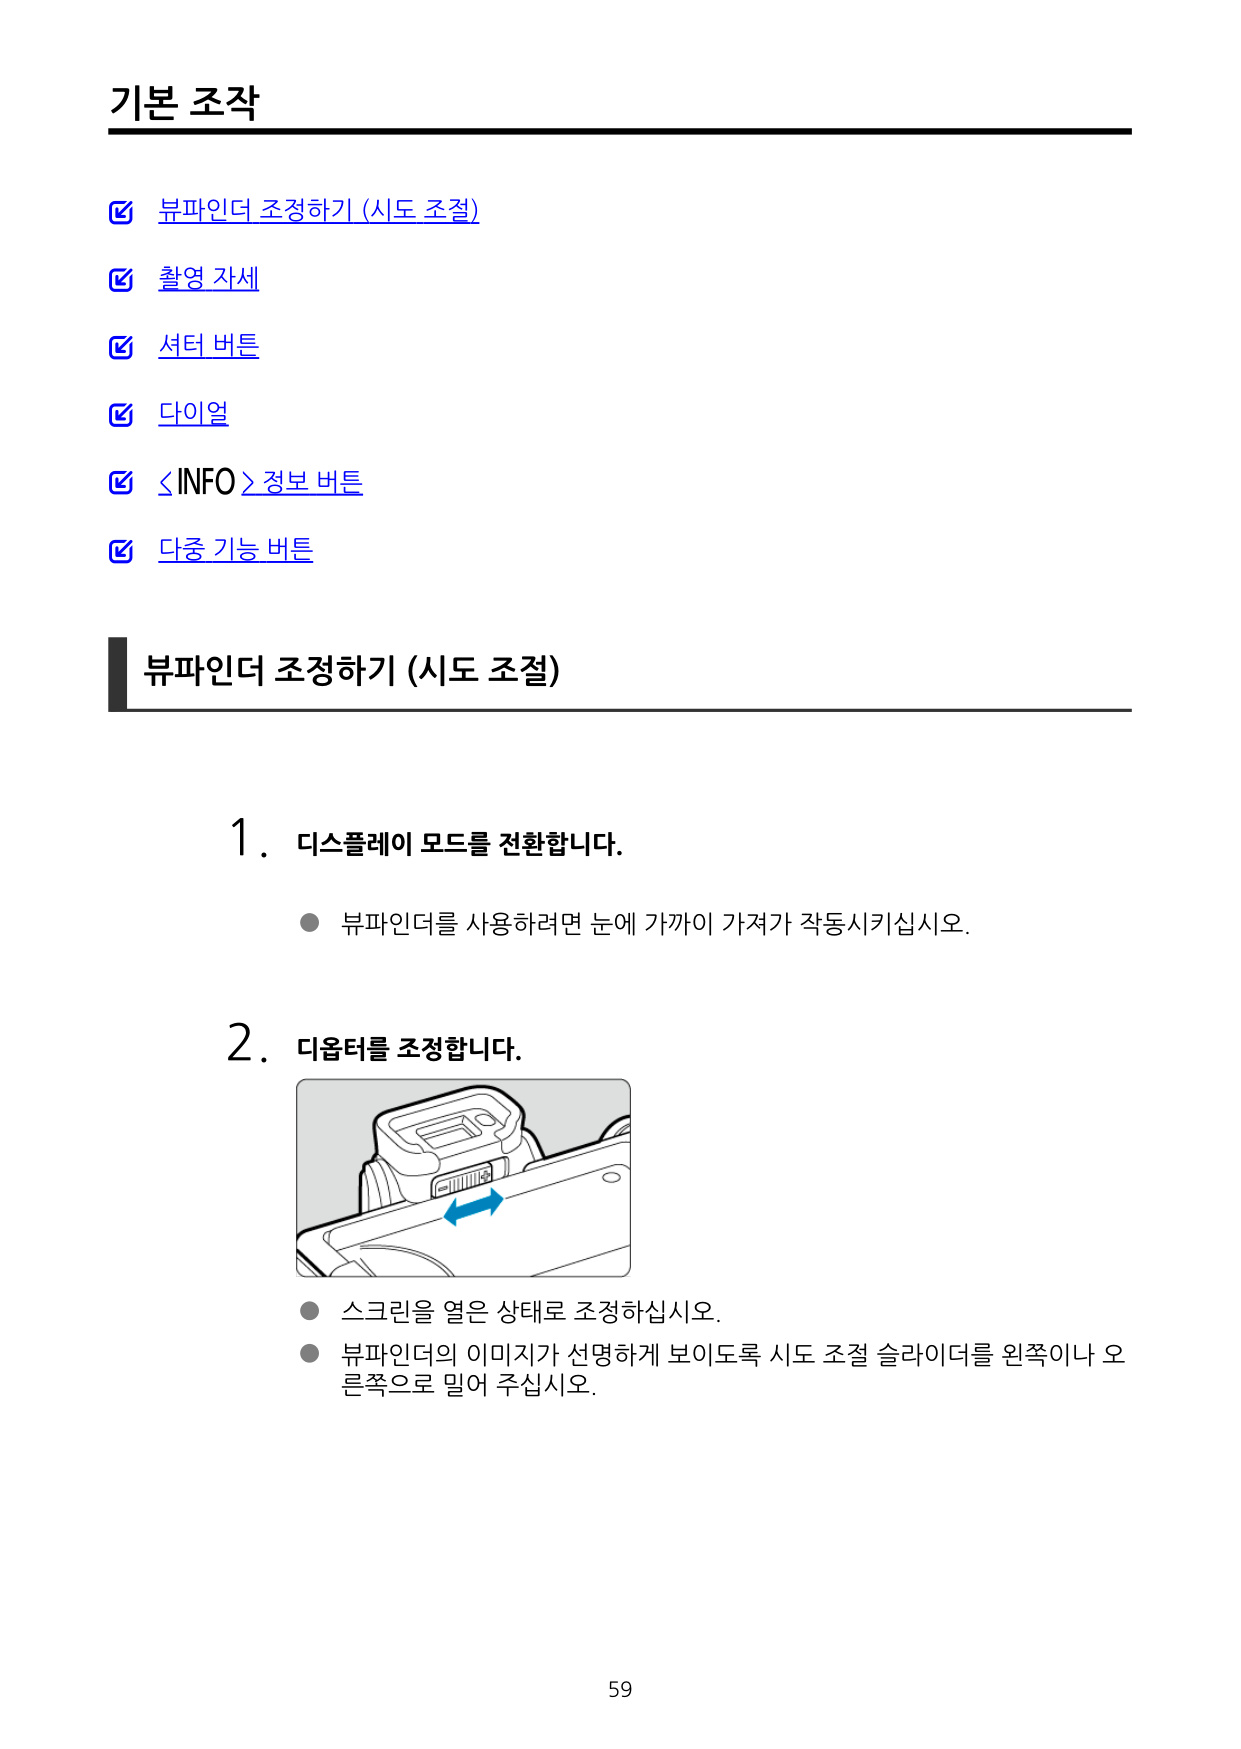 기본 조작
뷰파인더 조정하기 (시도 조절)
촬영 자세
셔터 버튼
다이얼
<INFO> 정보 버튼
다중 기능 버튼
뷰파인더 조정하기 (시도 조절)
1. 디스플레이 모드를 전환합니다.
● 뷰파인더를 사용하려면 눈에 가까이 가져가 작동시키십시오.
2. 디옵터를 조정합니다.
● 스크린을 열은 상태로 조정하십시오.
● 뷰파인더의 이미지가 선명하게 보이도록 시도 조절 슬라이더를 왼쪽이나 오
른쪽으로 밀어 주십시오.
59